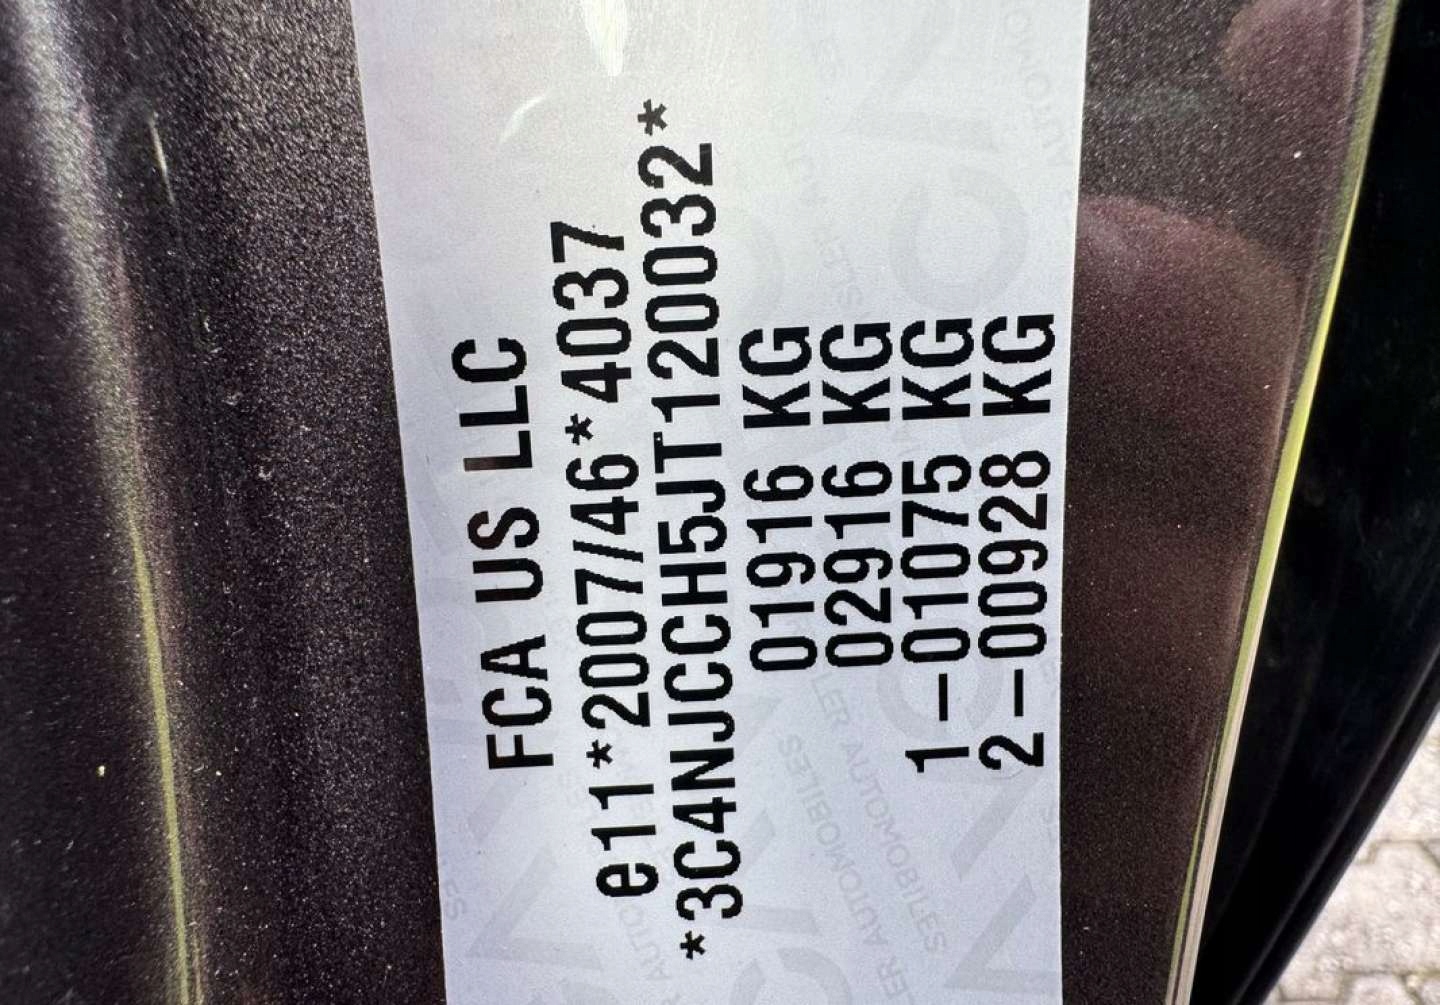 FCA US LLC
e11*2007/46*4037
*3C4NJCCH5JT120032*
01916 KG
02916 KG
1-01075 KG
2-00928 KG